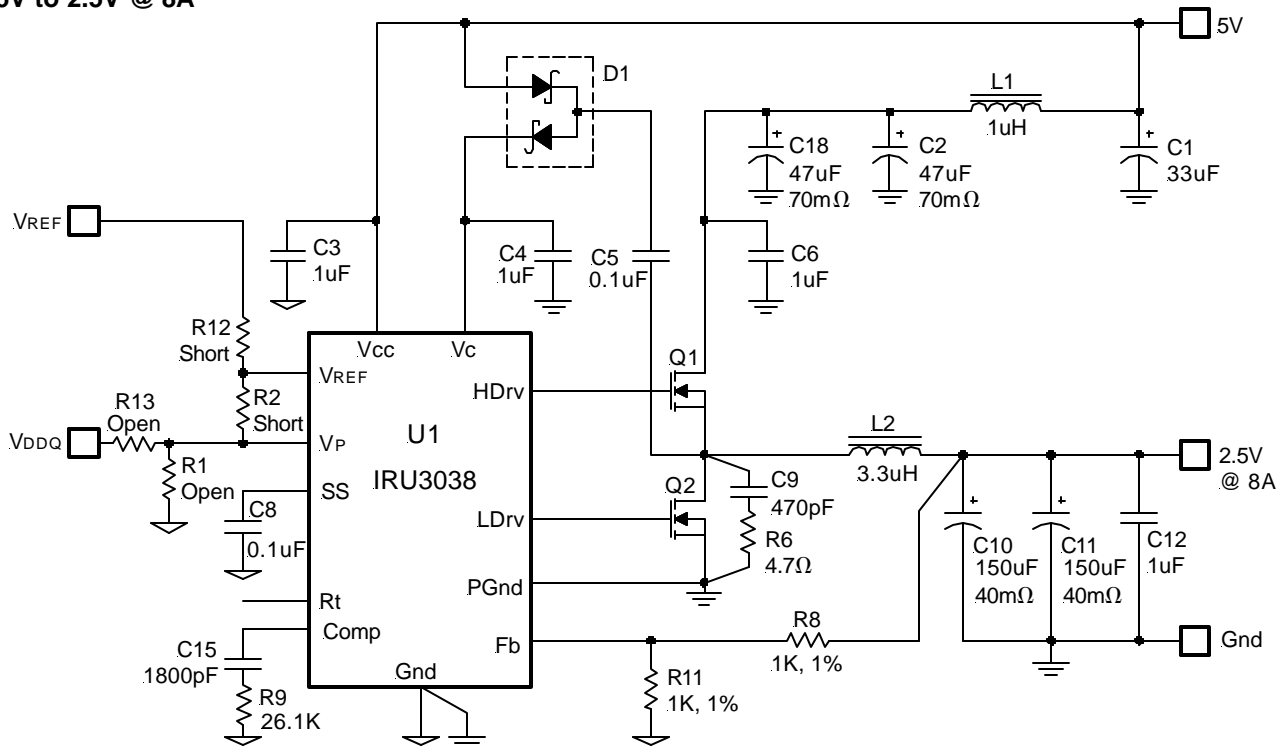 5V to 2.5V @ 8A
5V
D1
L1
1uH
C18
47uF
70mΩ
C2
47uF
70mΩ
C1
33uF
VREF
C3
1uF
C4
1uF
C5
0.1uF
C6
1uF
R12
Short
Vcc
Vc
VREF
HDrv
Q1
R13
Open
R2
Short
VDDQ
VP
U1
IRU3038
L2
3.3uH
2.5V
@ 8A
R1
Open
SS
C8
0.1uF
LDrv
Q2
C9
470pF
R6
4.7Ω
C10
150uF
40mΩ
C11
150uF
40mΩ
C12
1uF
Rt
PGnd
Comp
Fb
R8
1K, 1%
Gnd
C15
1800pF
R9
26.1K
Gnd
R11
1K, 1%